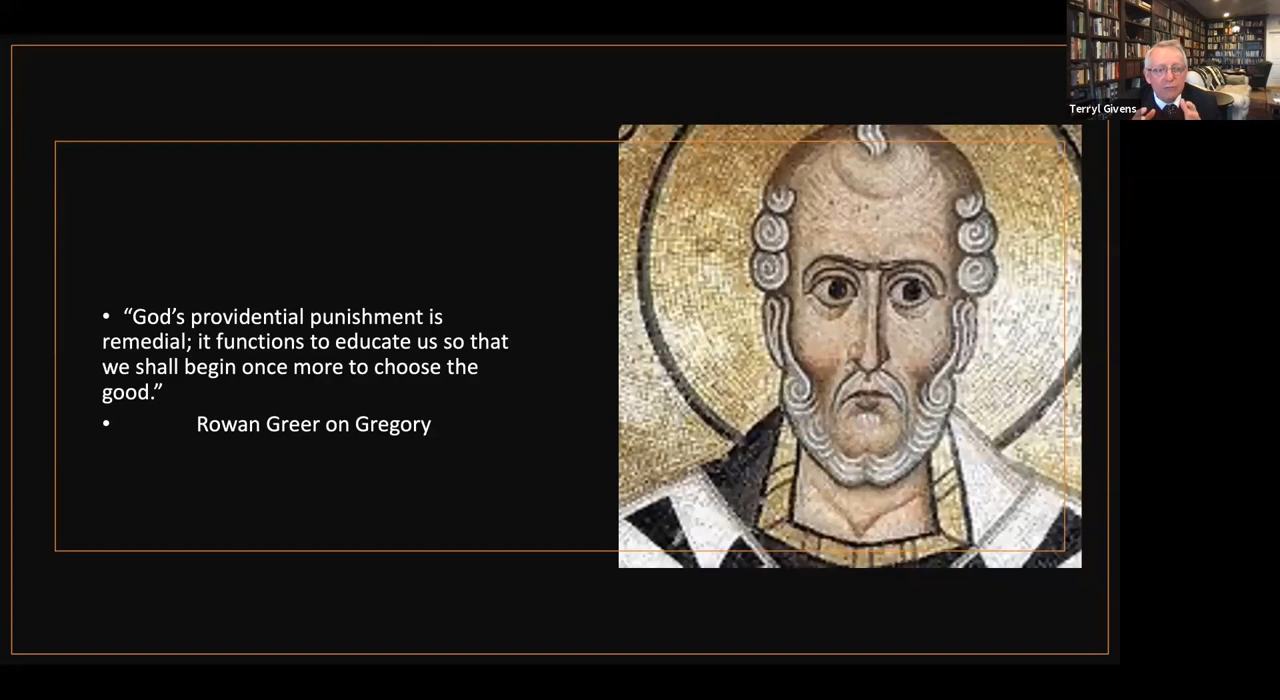 Terryl Givens
• “God’s providential punishment is
remedial; it functions to educate us so that
we shall begin once more to choose the
good.”
• Rowan Greer on Gregory